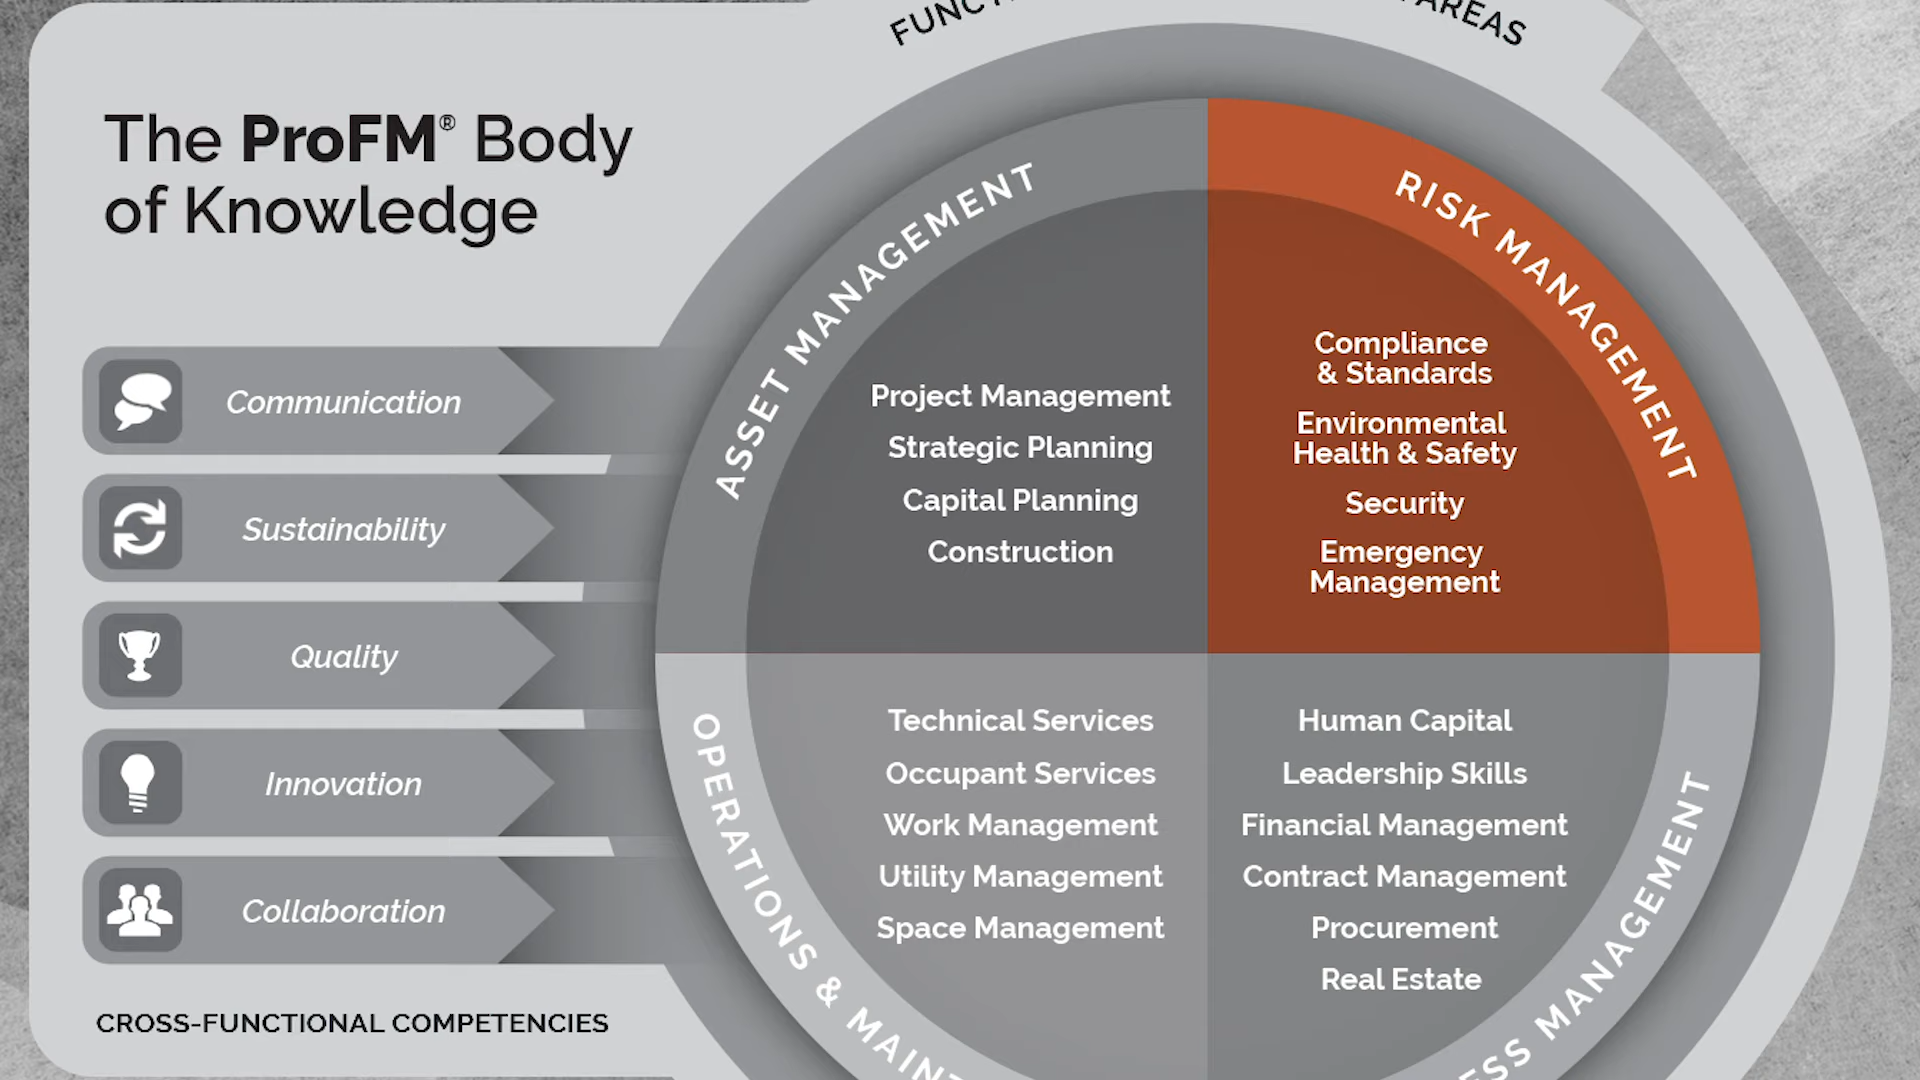 The ProFM® Body
of Knowledge
Communication
Sustainability
Quality
Innovation
Collaboration
CROSS-FUNCTIONAL COMPETENCIES
AREAS
ASSET MANAGEMENT
Project Management
Strategic Planning
Capital Planning
Construction
RISK MANAGEMENT
Compliance
& Standards
Environmental
Health & Safety
Security
Emergency
Management
OPERATIONS &
Technical Services
Occupant Services
Work Management
Utility Management
Space Management
MANAGEMENT
Human Capital
Leadership Skills
Financial Management
Contract Management
Procurement
Real Estate